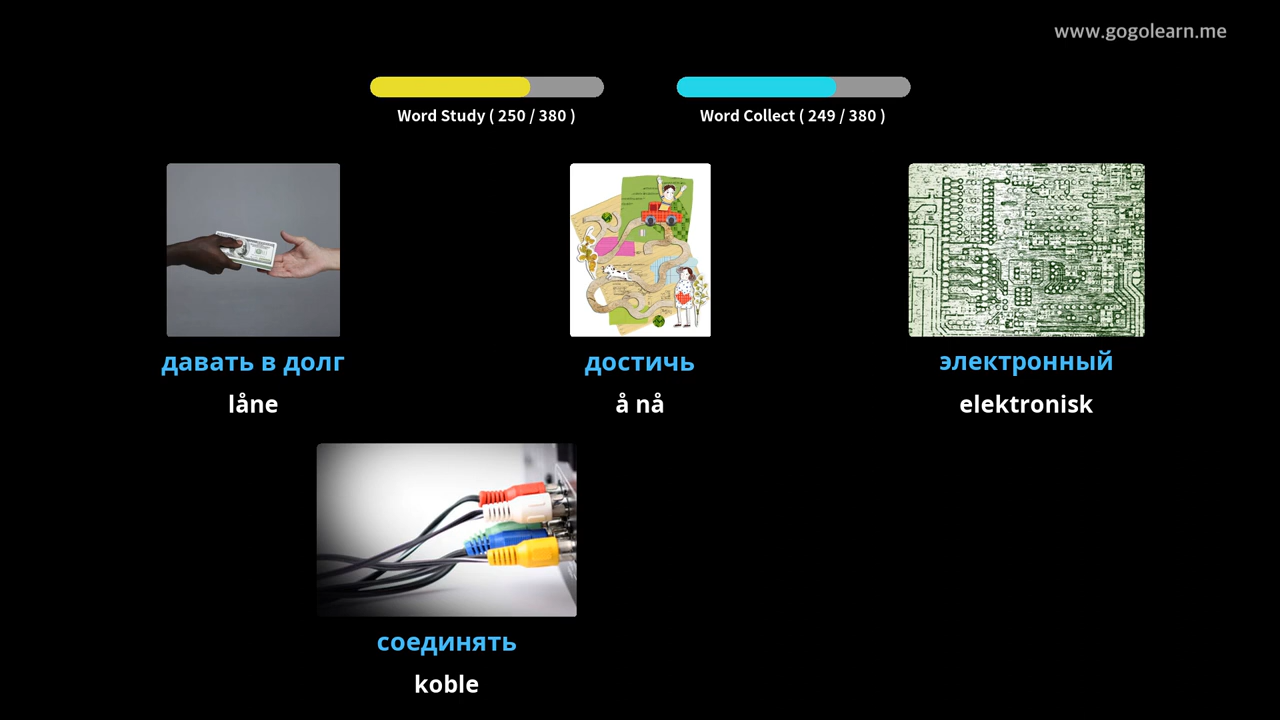 www.gogolearn.me
Word Study ( 250 / 380 )
Word Collect ( 249 / 380 )
давать в долг
låne
достичь
å nå
электронный
elektronisk
соединять
koble